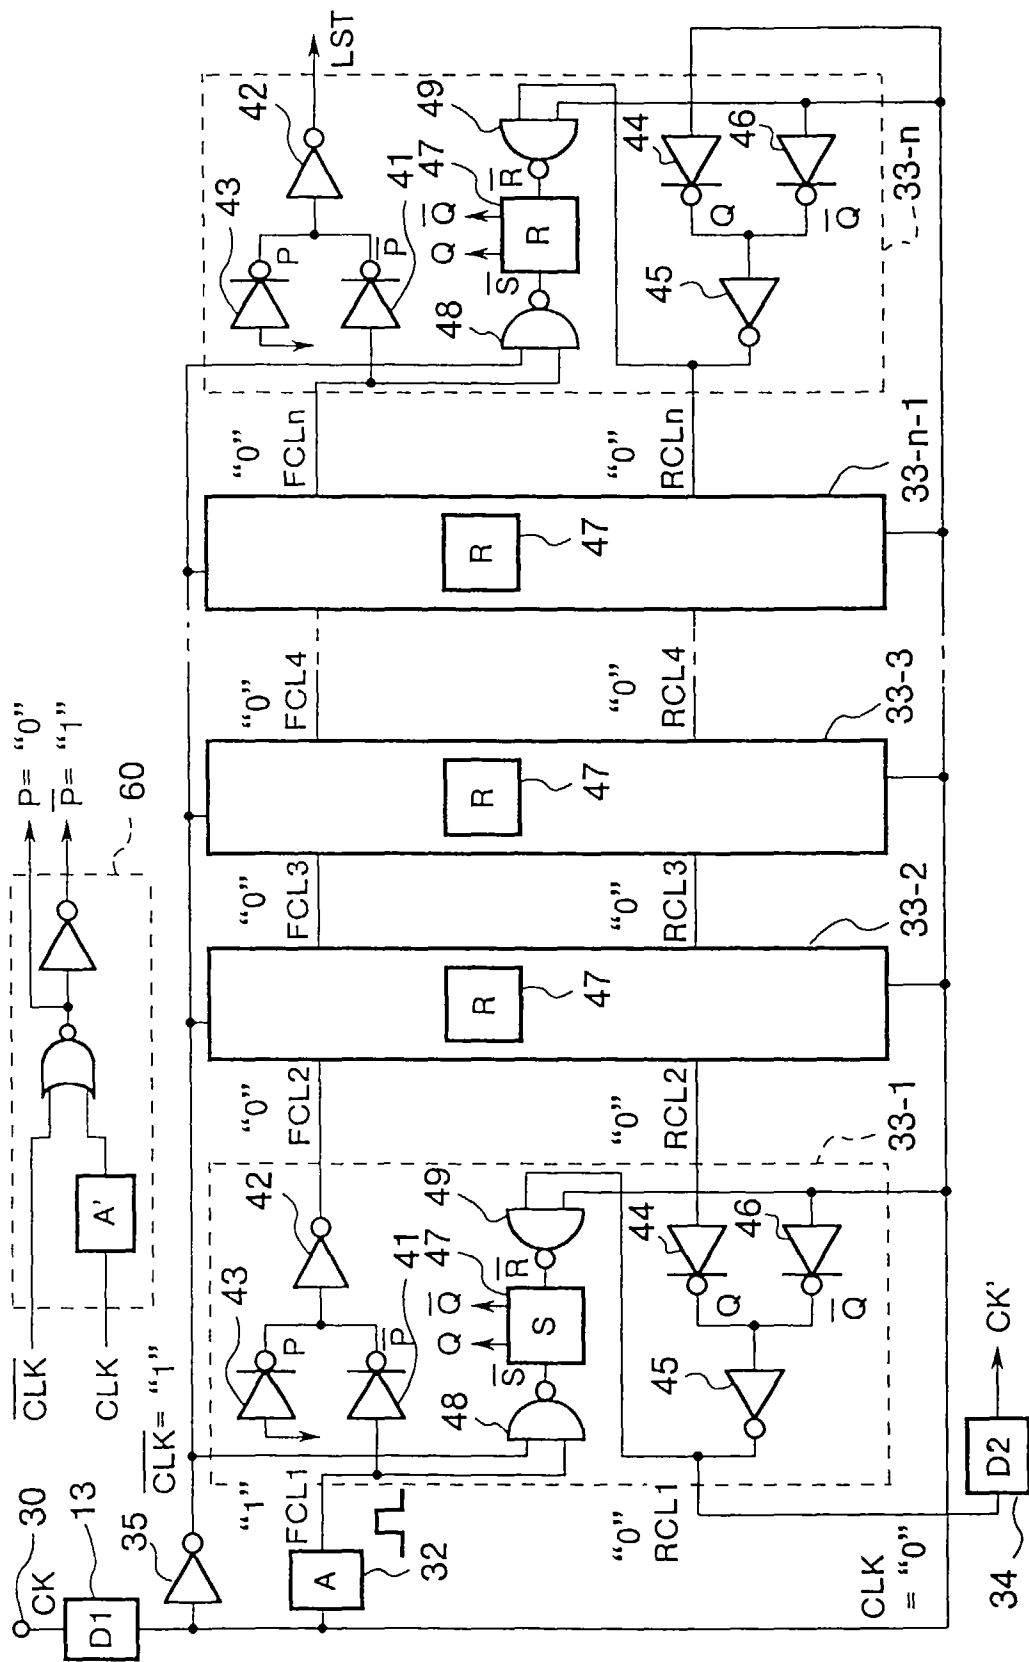 30
CK
13
D1
35
CLK
CLK
A'
60
P= "0"
P= "1"
CLK= "1"
"1"
FCL1
A
32
43
P
P
41
42
48
S
Q
Q
S
47
R
49
44
Q
46
Q
45
"0"
RCL1
33-1
"0"
FCL2
"0"
RCL2
R
47
33-2
"0"
FCL3
"0"
RCL3
R
47
33-3
"0"
FCL4
"0"
RCL4
R
47
33-n-1
"0"
FCLn
"0"
RCLn
43
P
P
41
42
LST
48
S
Q
Q
R
47
R
49
44
Q
46
Q
45
33-n
CLK
= "0"
D2
CK'
34